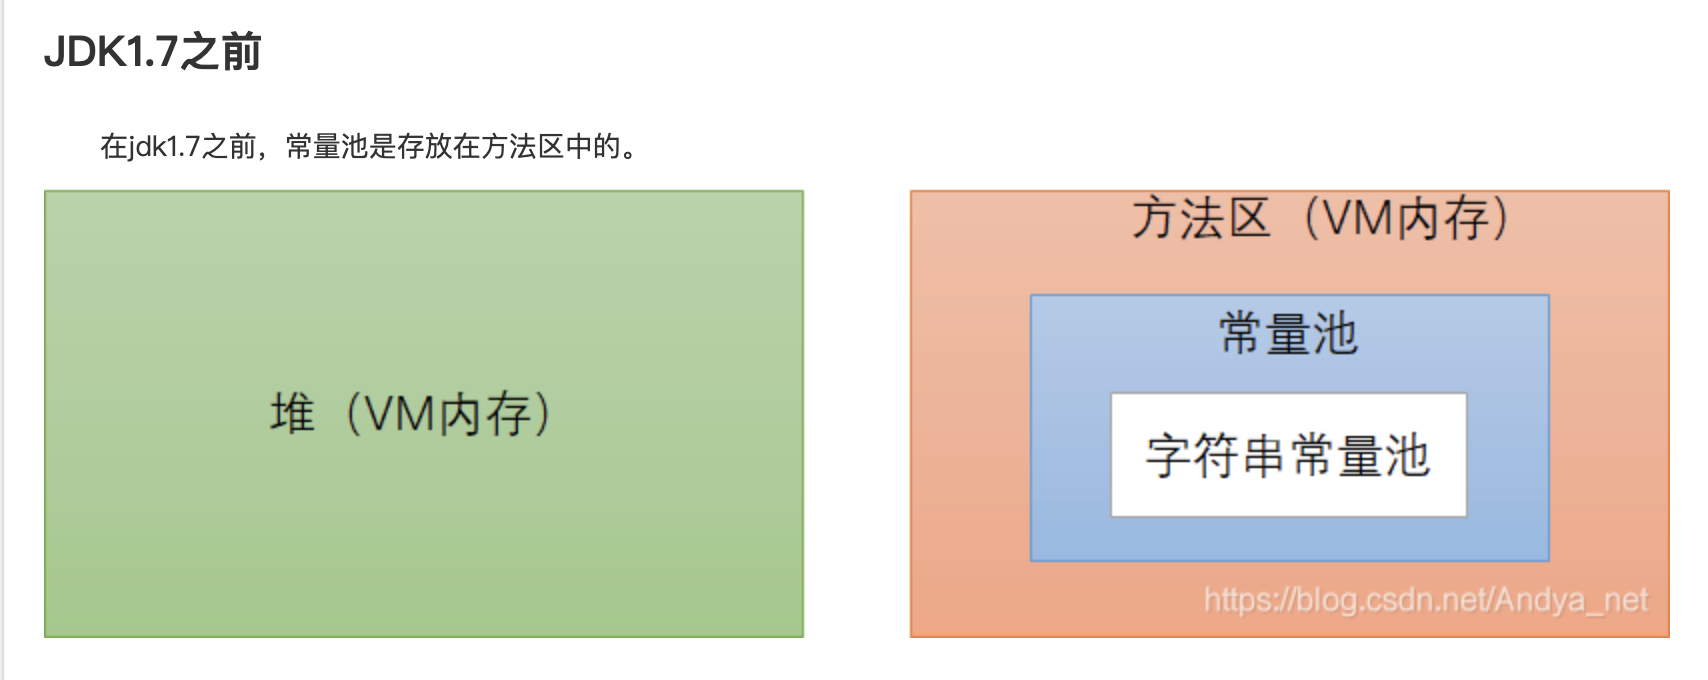 JDK1.7之前
在jdk1.7之前，常量池是存放在方法区中的。
堆（VM内存）
方法区（VM内存）
常量池
字符串常量池
https://blog.csdn.net/Andya_net